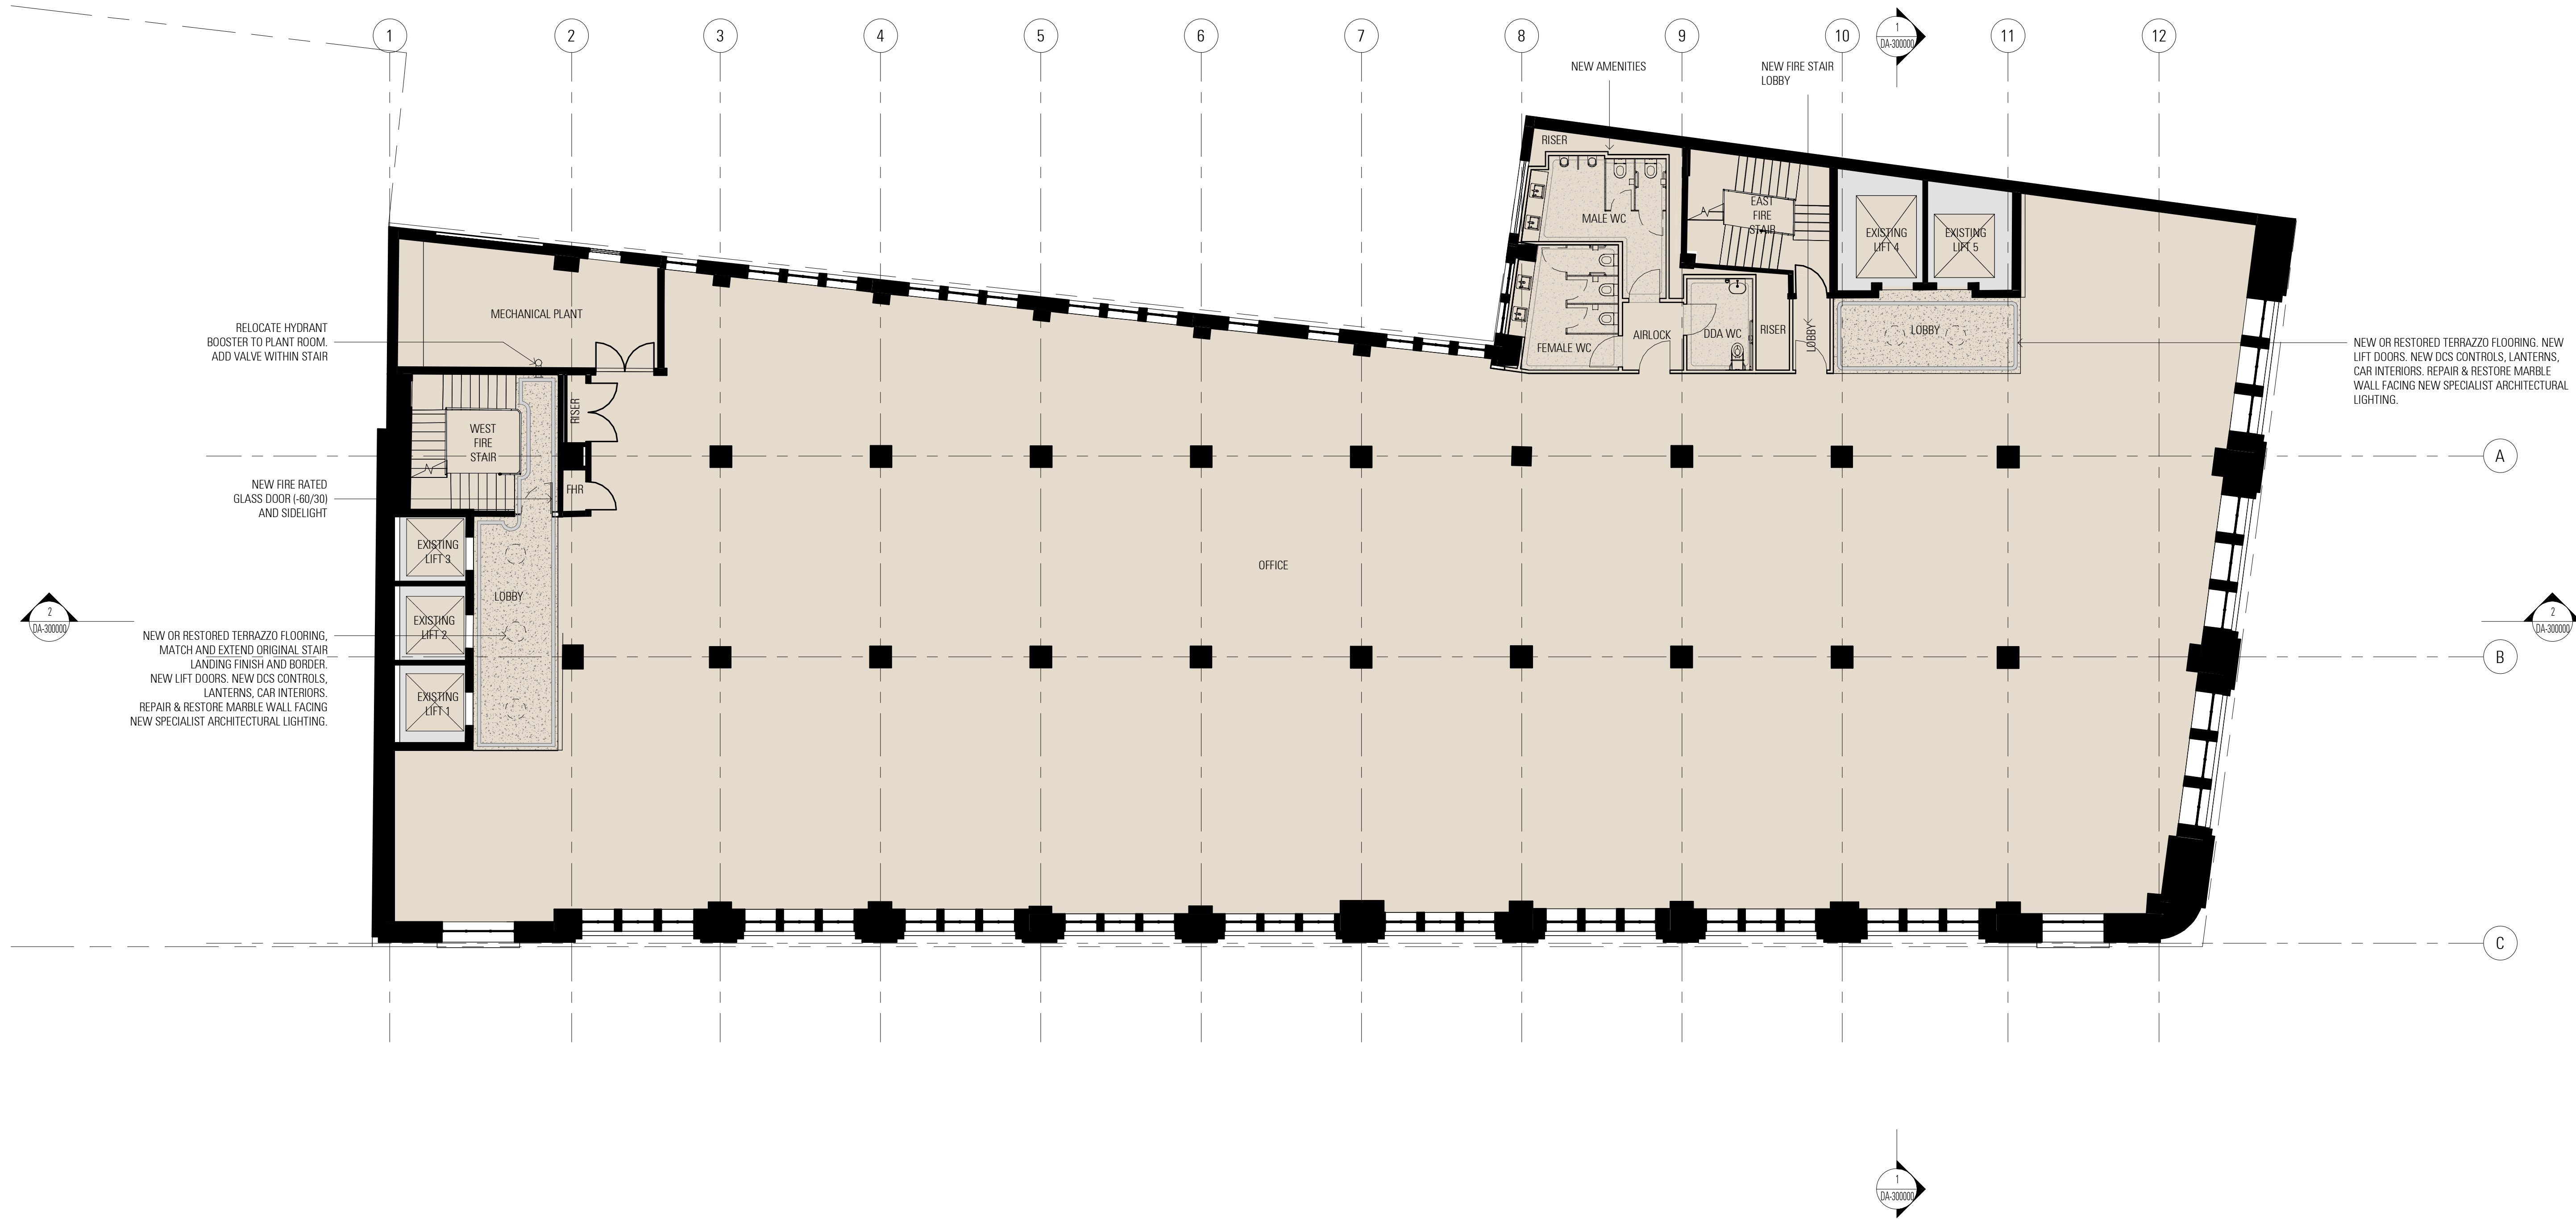 1
2
3
4
5
6
7
8
9
10
11
12
1
DA-300000
NEW AMENITIES
NEW FIRE STAIR
LOBBY
RISER
MALE WC
EAST
FIRE
STAIR
EXISTING
LIFT 4
EXISTING
LIFT 5
MECHANICAL PLANT
RELOCATE HYDRANT
BOOSTER TO PLANT ROOM.
ADD VALVE WITHIN STAIR
FEMALE WC
AIRLOCK
DDA WC
RISER
LOBBY
LOBBY
NEW OR RESTORED TERRAZZO FLOORING. NEW
LIFT DOORS. NEW DCS CONTROLS, LANTERNS,
CAR INTERIORS. REPAIR & RESTORE MARBLE
WALL FACING NEW SPECIALIST ARCHITECTURAL
LIGHTING.
RISER
WEST
FIRE
STAIR
A
NEW FIRE RATED
GLASS DOOR (-60/30)
AND SIDELIGHT
FHR
EXISTING
LIFT 3
OFFICE
LOBBY
2
DA-300000
EXISTING
LIFT 2
2
DA-300000
NEW OR RESTORED TERRAZZO FLOORING,
MATCH AND EXTEND ORIGINAL STAIR
LANDING FINISH AND BORDER.
NEW LIFT DOORS. NEW DCS CONTROLS,
LANTERNS, CAR INTERIORS.
REPAIR & RESTORE MARBLE WALL FACING
NEW SPECIALIST ARCHITECTURAL LIGHTING.
B
EXISTING
LIFT 1
C
1
DA-300000